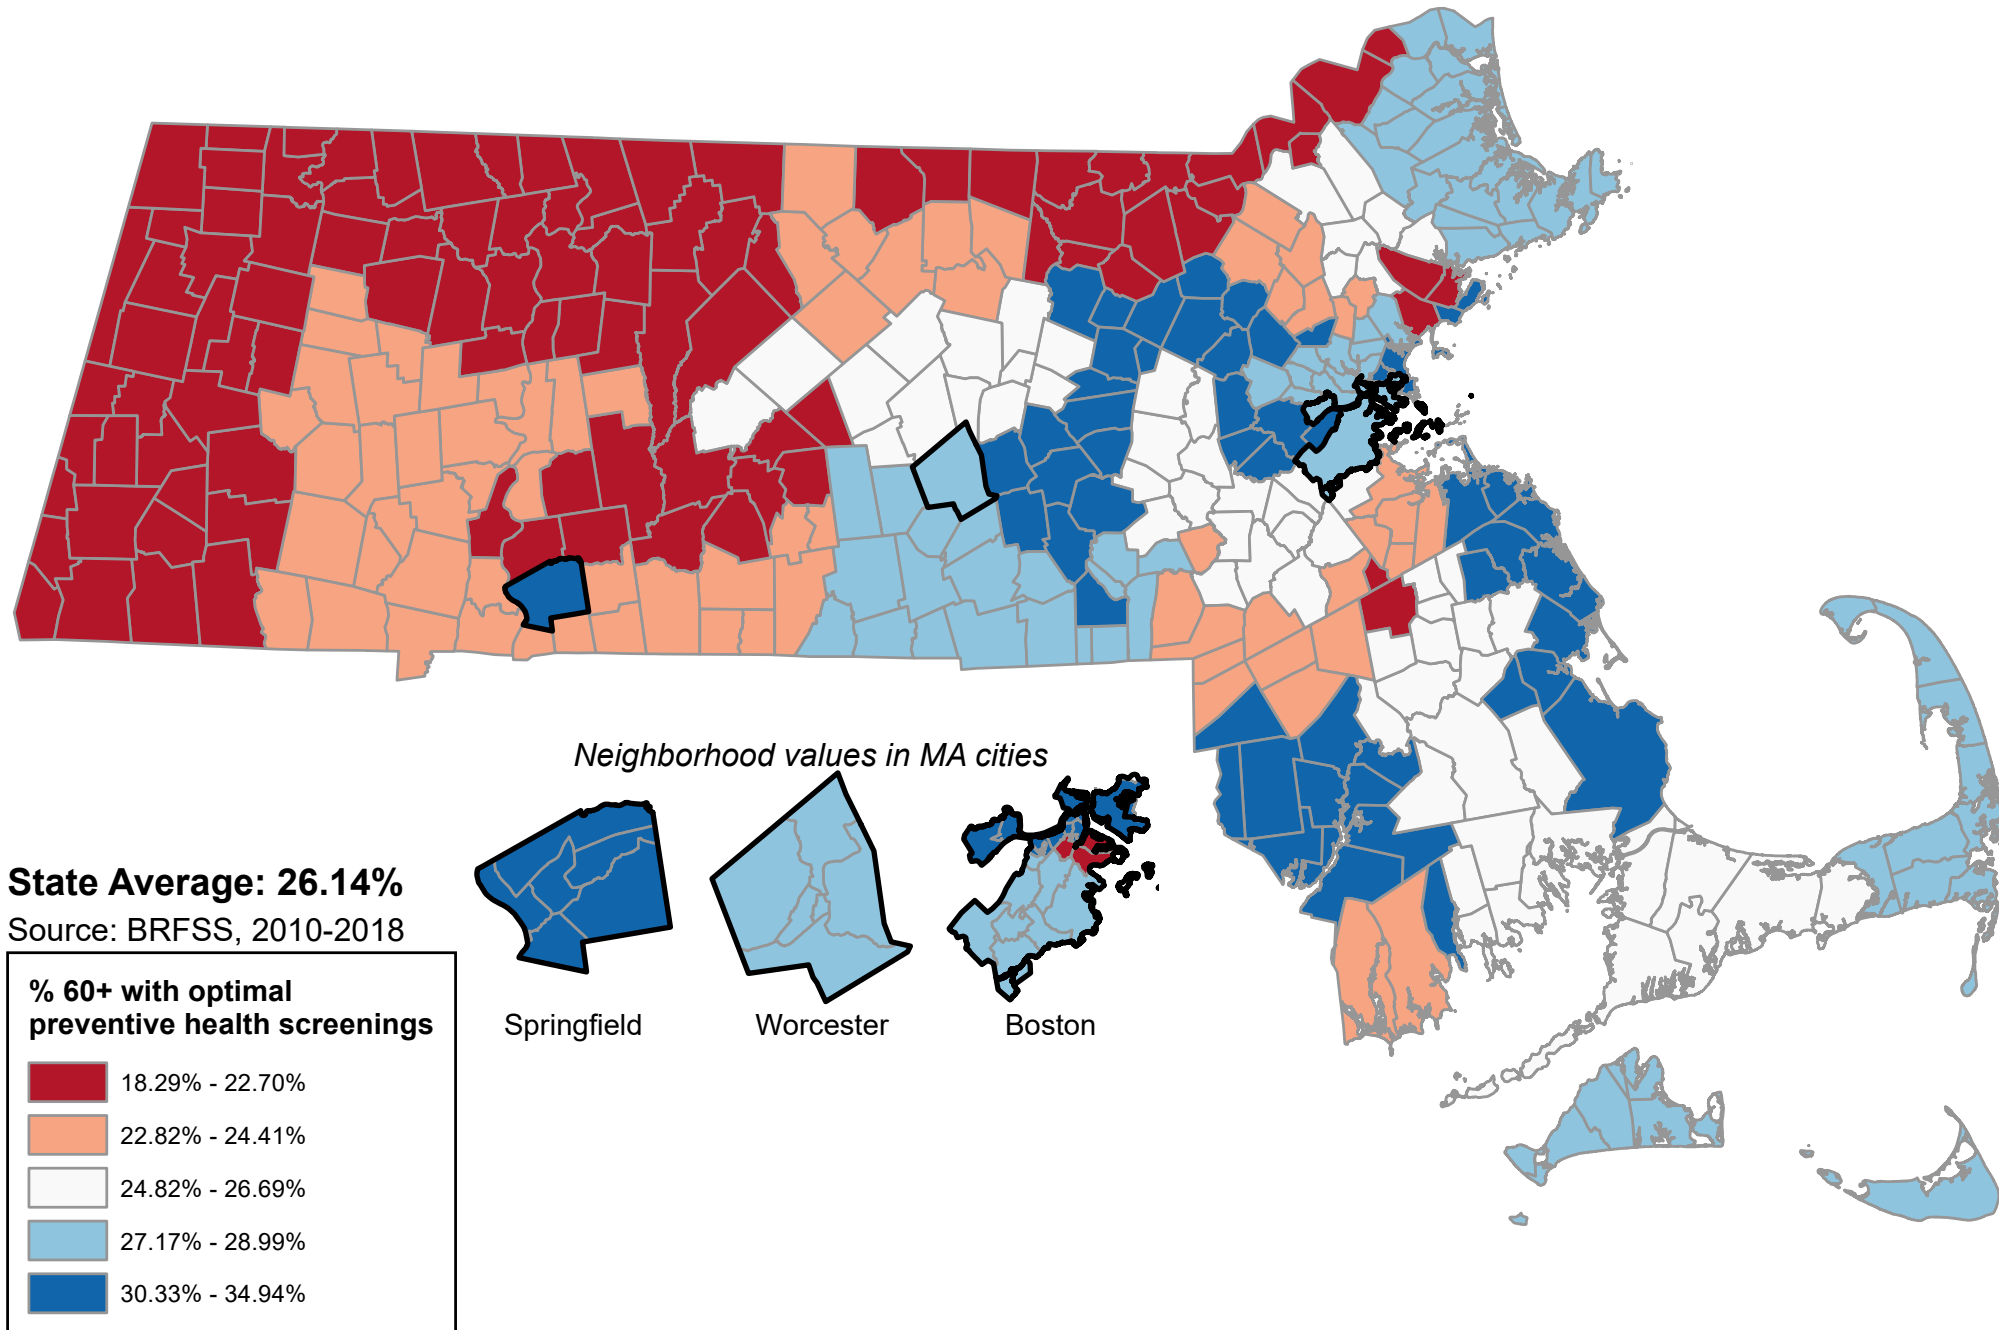 Neighborhood values in MA cities
Springfield
Worcester
Boston
State Average: 26.14%
Source: BRFSS, 2010-2018
% 60+ with optimal
preventive health screenings
18.29% - 22.70%
22.82% - 24.41%
24.82% - 26.69%
27.17% - 28.99%
30.33% - 34.94%